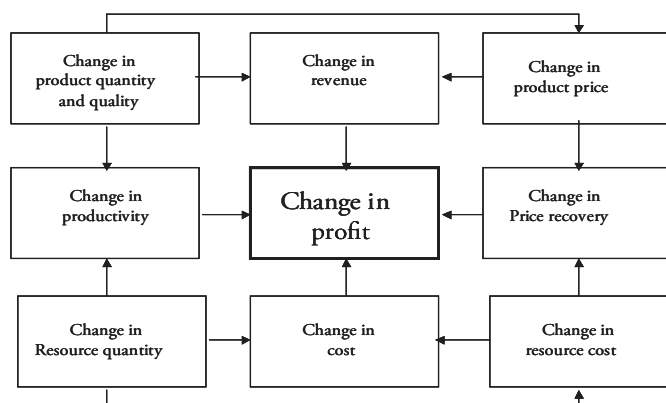 Change in
product quantity
and quality
Change in
revenue
Change in
product price
Change in
productivity
Change in
profit
Change in
Price recovery
Change in
Resource quantity
Change in
cost
Change in
resource cost